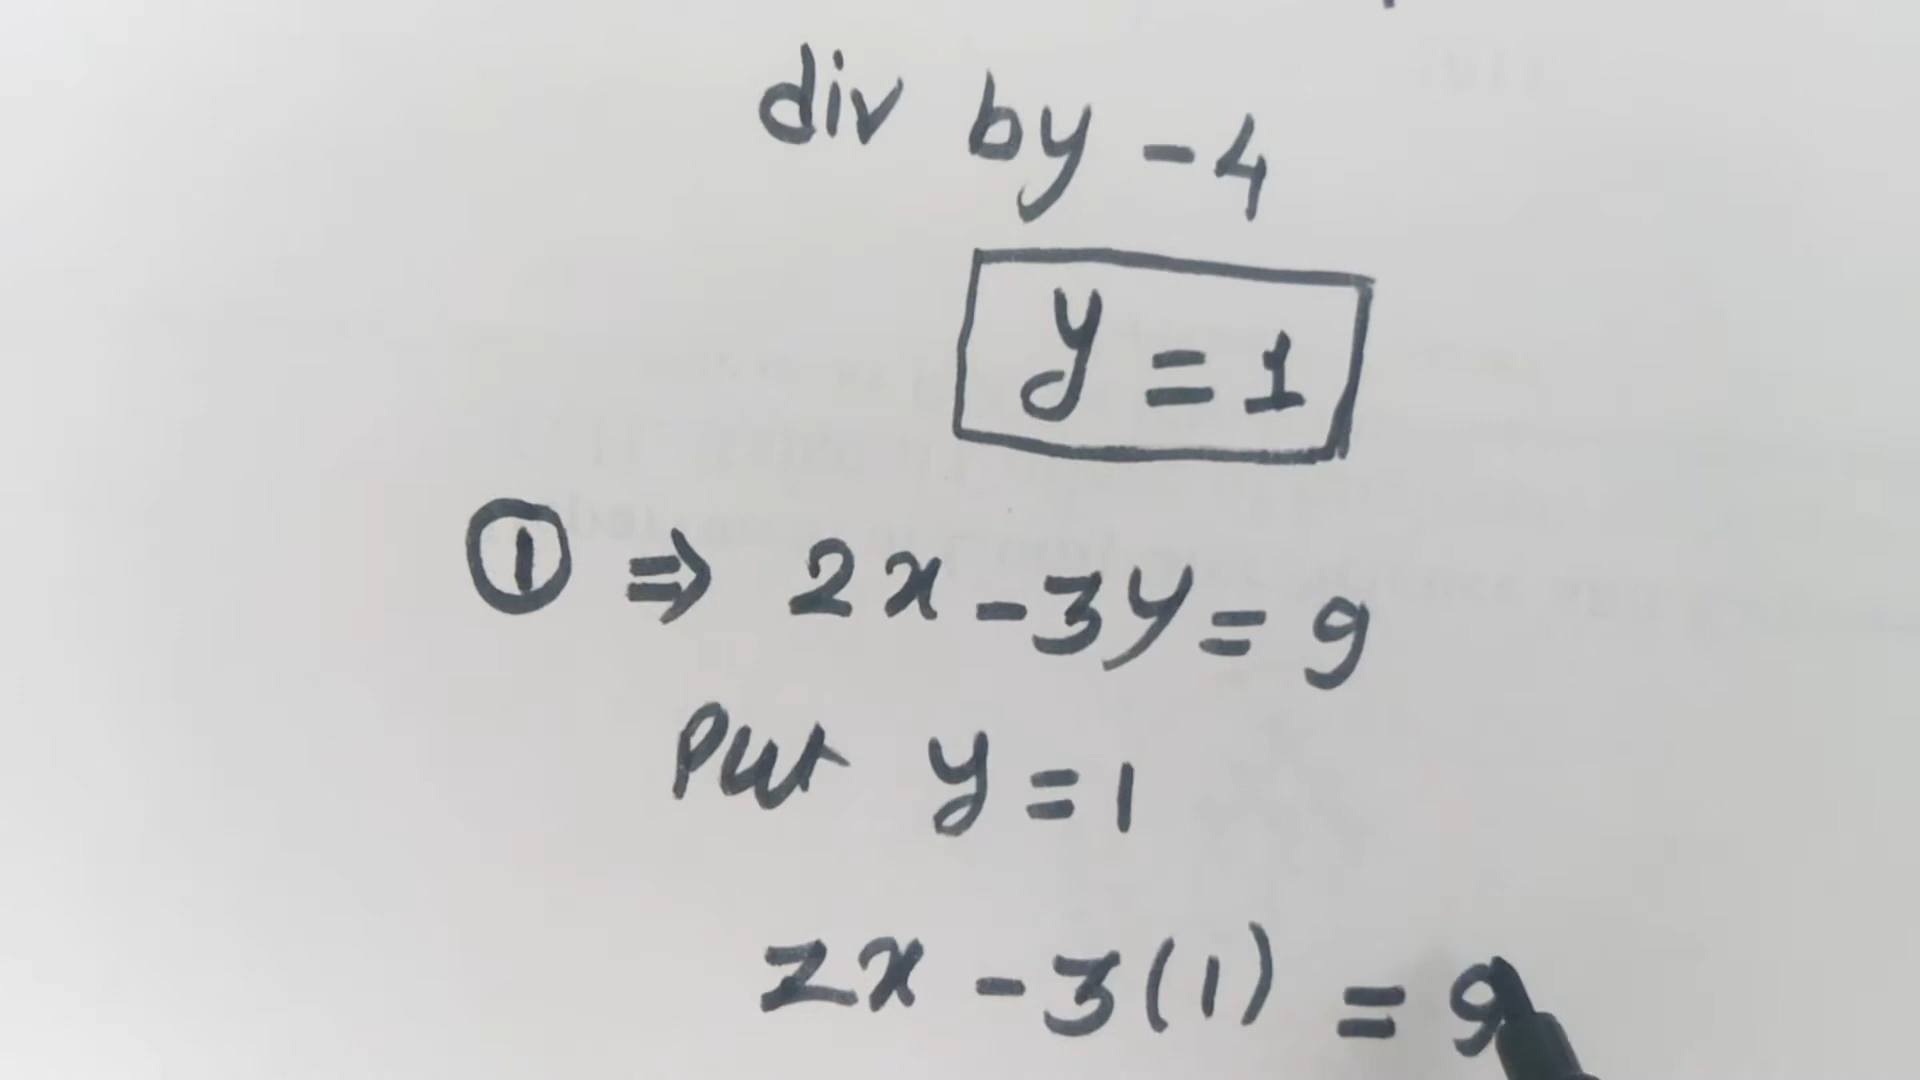 div by -4
y = 1
① ⇒ 2x - 3y = 9
Put y = 1
2x - 3(1) = 9